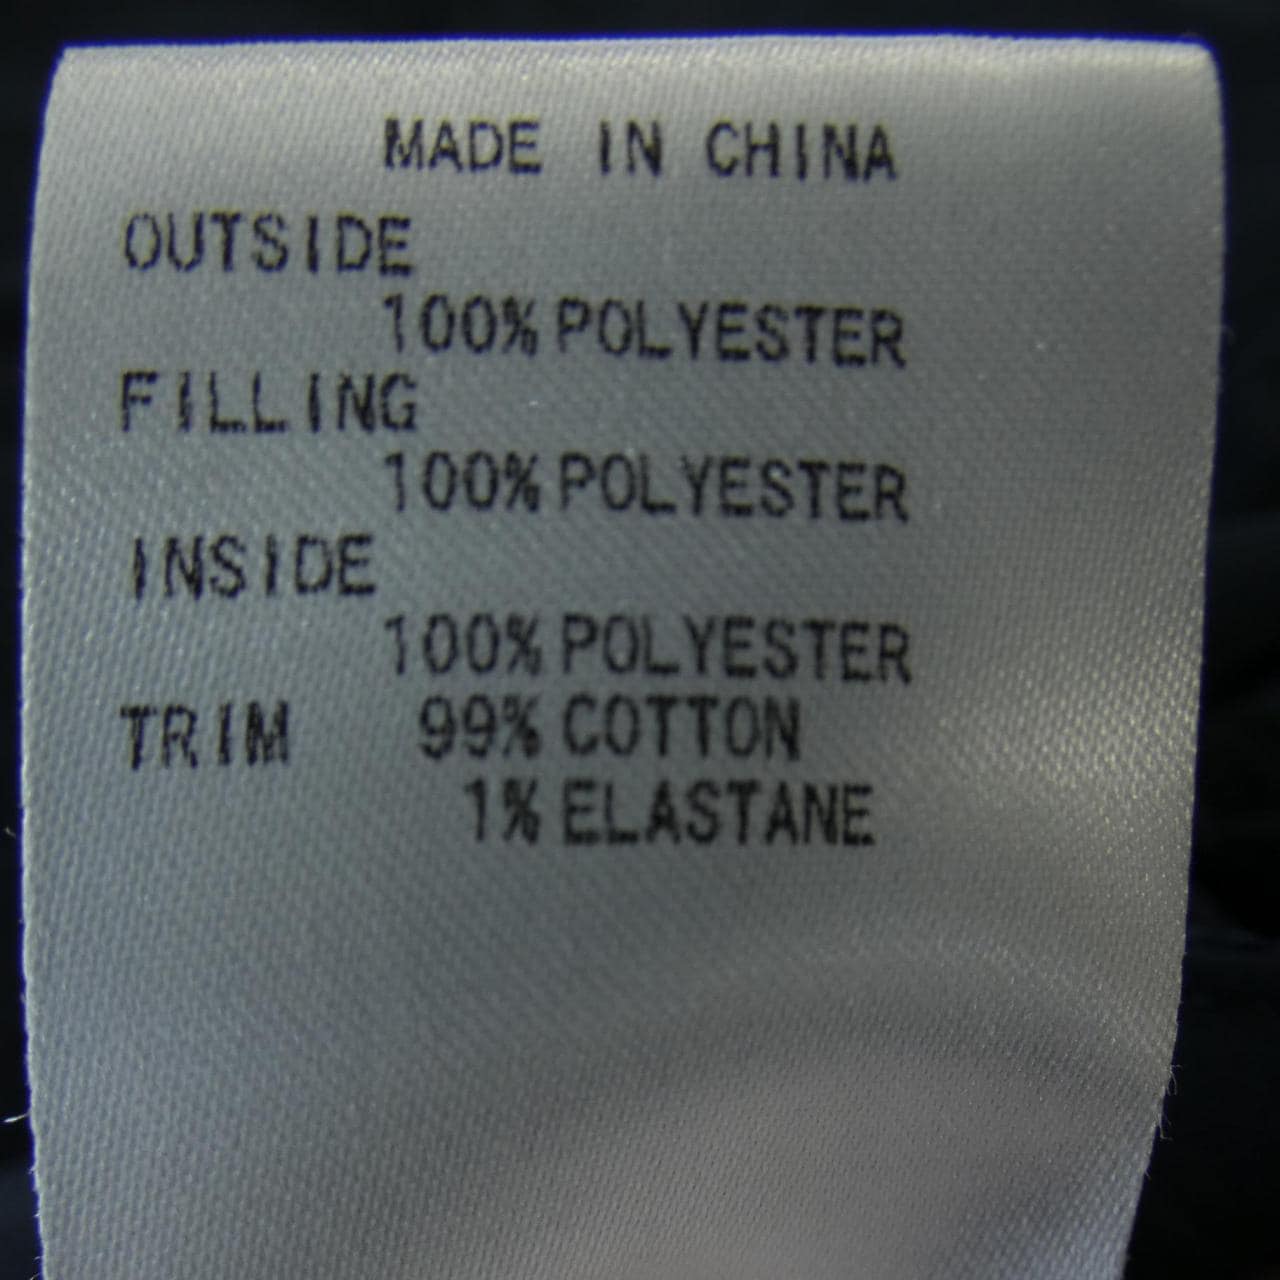 MADE IN CHINA
OUTSIDE
100% POLYESTER
FILLING
100% POLYESTER
INSIDE
100% POLYESTER
TRIM 99% COTTON
1% ELASTANE